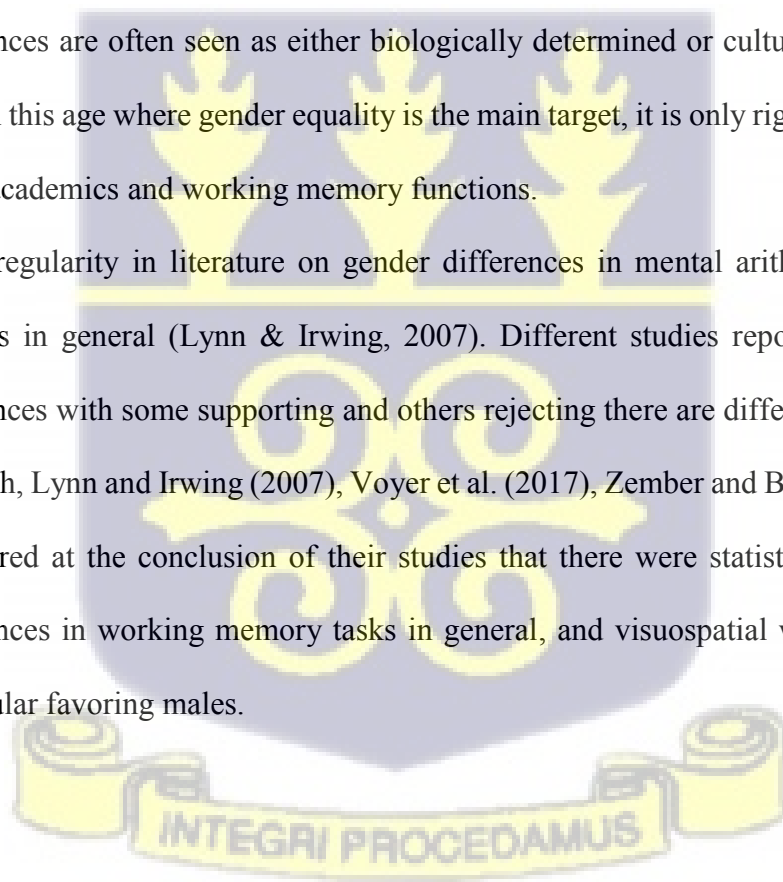 nces are often seen as either biologically determined or cultu
this age where gender equality is the main target, it is only rig
academics and working memory functions.
regularity in literature on gender differences in mental arith
s in general (Lynn & Irwing, 2007). Different studies repo
nces with some supporting and others rejecting there are diffe
h, Lynn and Irwing (2007), Voyer et al. (2017), Zember and B
red at the conclusion of their studies that there were statist
nces in working memory tasks in general, and visuospatial
ular favoring males.
INTEGRI PROCEDAMUS